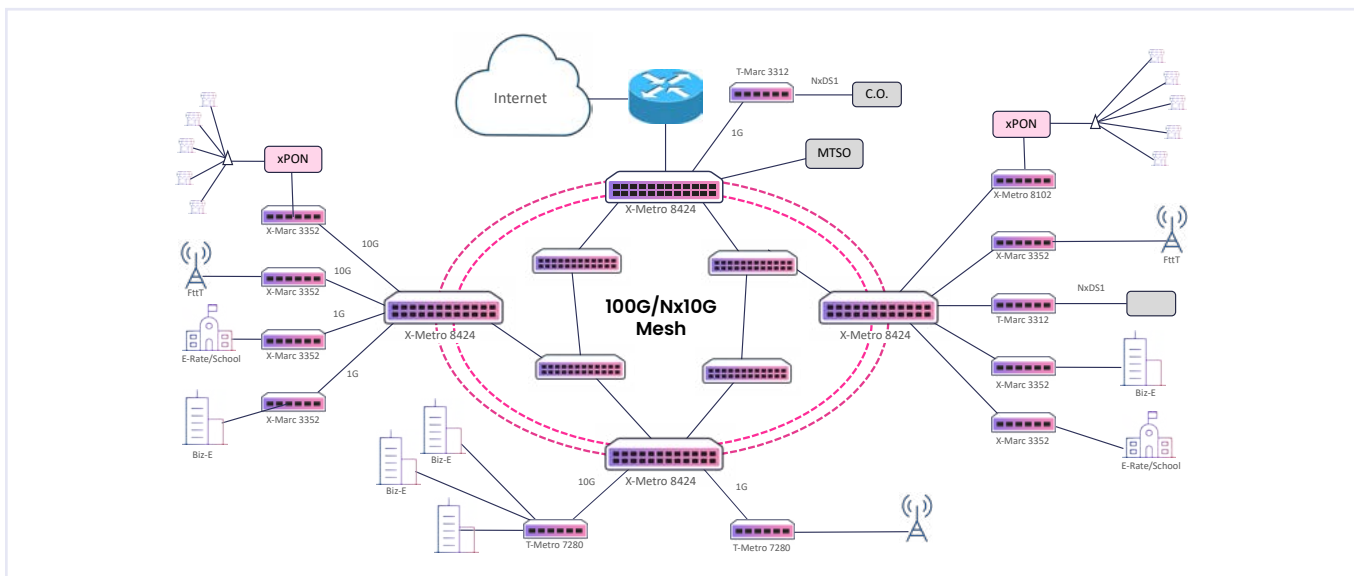 Internet
T-Marc 3312
NxDS1
C.O.
1G
MTSO
X-Metro 8424
xPON
X-Marc 3352
10G
FttT
10G
X-Marc 3352
1G
E-Rate/School
X-Marc 3352
1G
Biz-E
X-Marc 3352
X-Metro 8424
100G/Nx10G
Mesh
xPON
X-Metro 8102
X-Marc 3352
FttT
NxDS1
T-Marc 3312
X-Metro 8424
X-Marc 3352
Biz-E
X-Marc 3352
E-Rate/School
Biz-E
Biz-E
X-Metro 8424
10G
1G
T-Metro 7280
T-Metro 7280